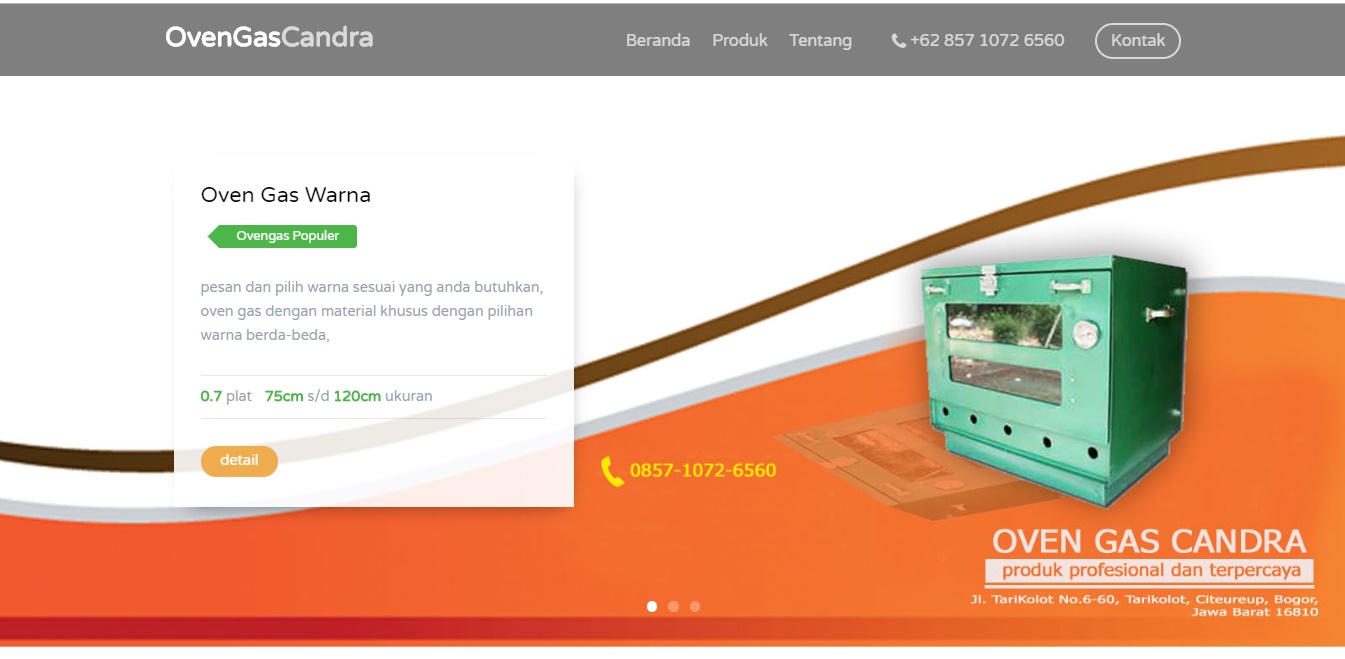 OvenGasCandra
Beranda Produk Tentang +62 857 1072 6560 Kontak
Oven Gas Warna
Ovengas Populer
pesan dan pilih warna sesuai yang anda butuhkan,
oven gas dengan material khusus dengan pilihan
warna berda-beda,
0.7 plat 75cm s/d 120cm ukuran
detail
0857-1072-6560
OVEN GAS CANDRA
produk profesional dan terpercaya
Jl. TariKolot No.6-60, Tarikolot, Citeureup, Bogor,
Jawa Barat 16810